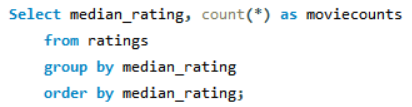 Select median_rating, count(*) as moviecounts
from ratings
group by median_rating
order by median_rating;